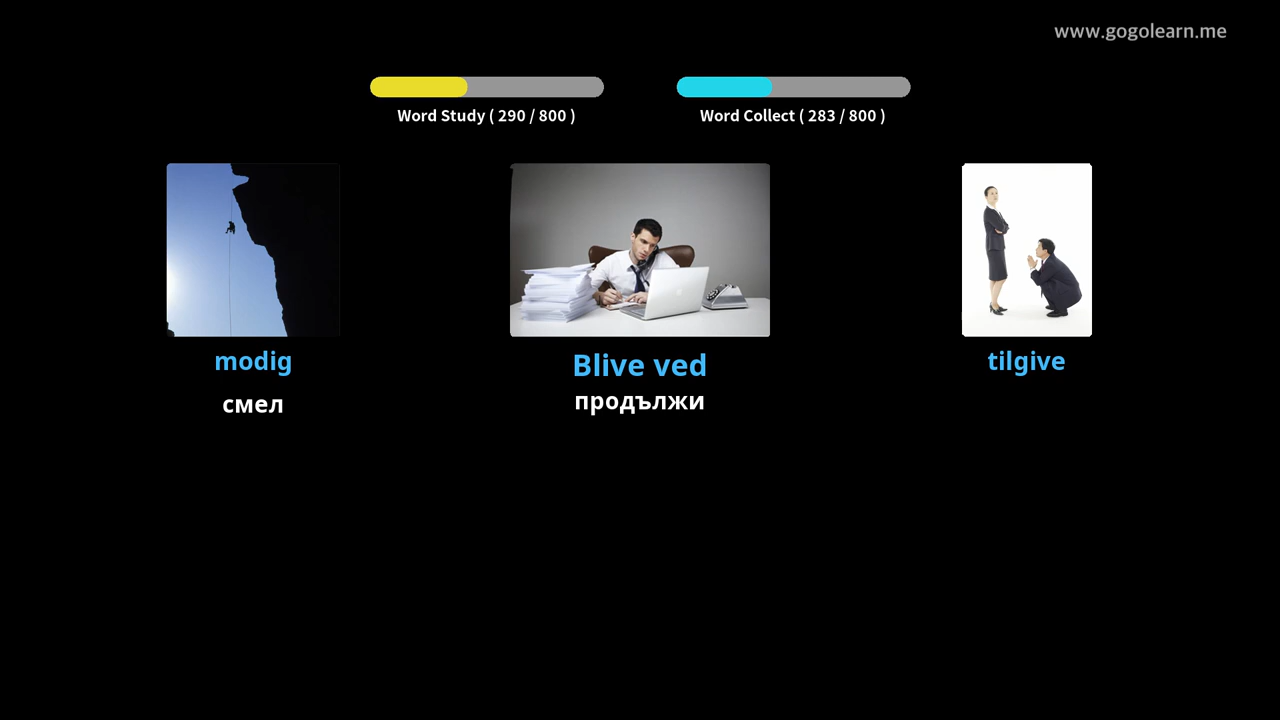 www.gogolearn.me
Word Study ( 290 / 800 )
Word Collect ( 283 / 800 )
modig
смел
Blive ved
продължи
tilgive